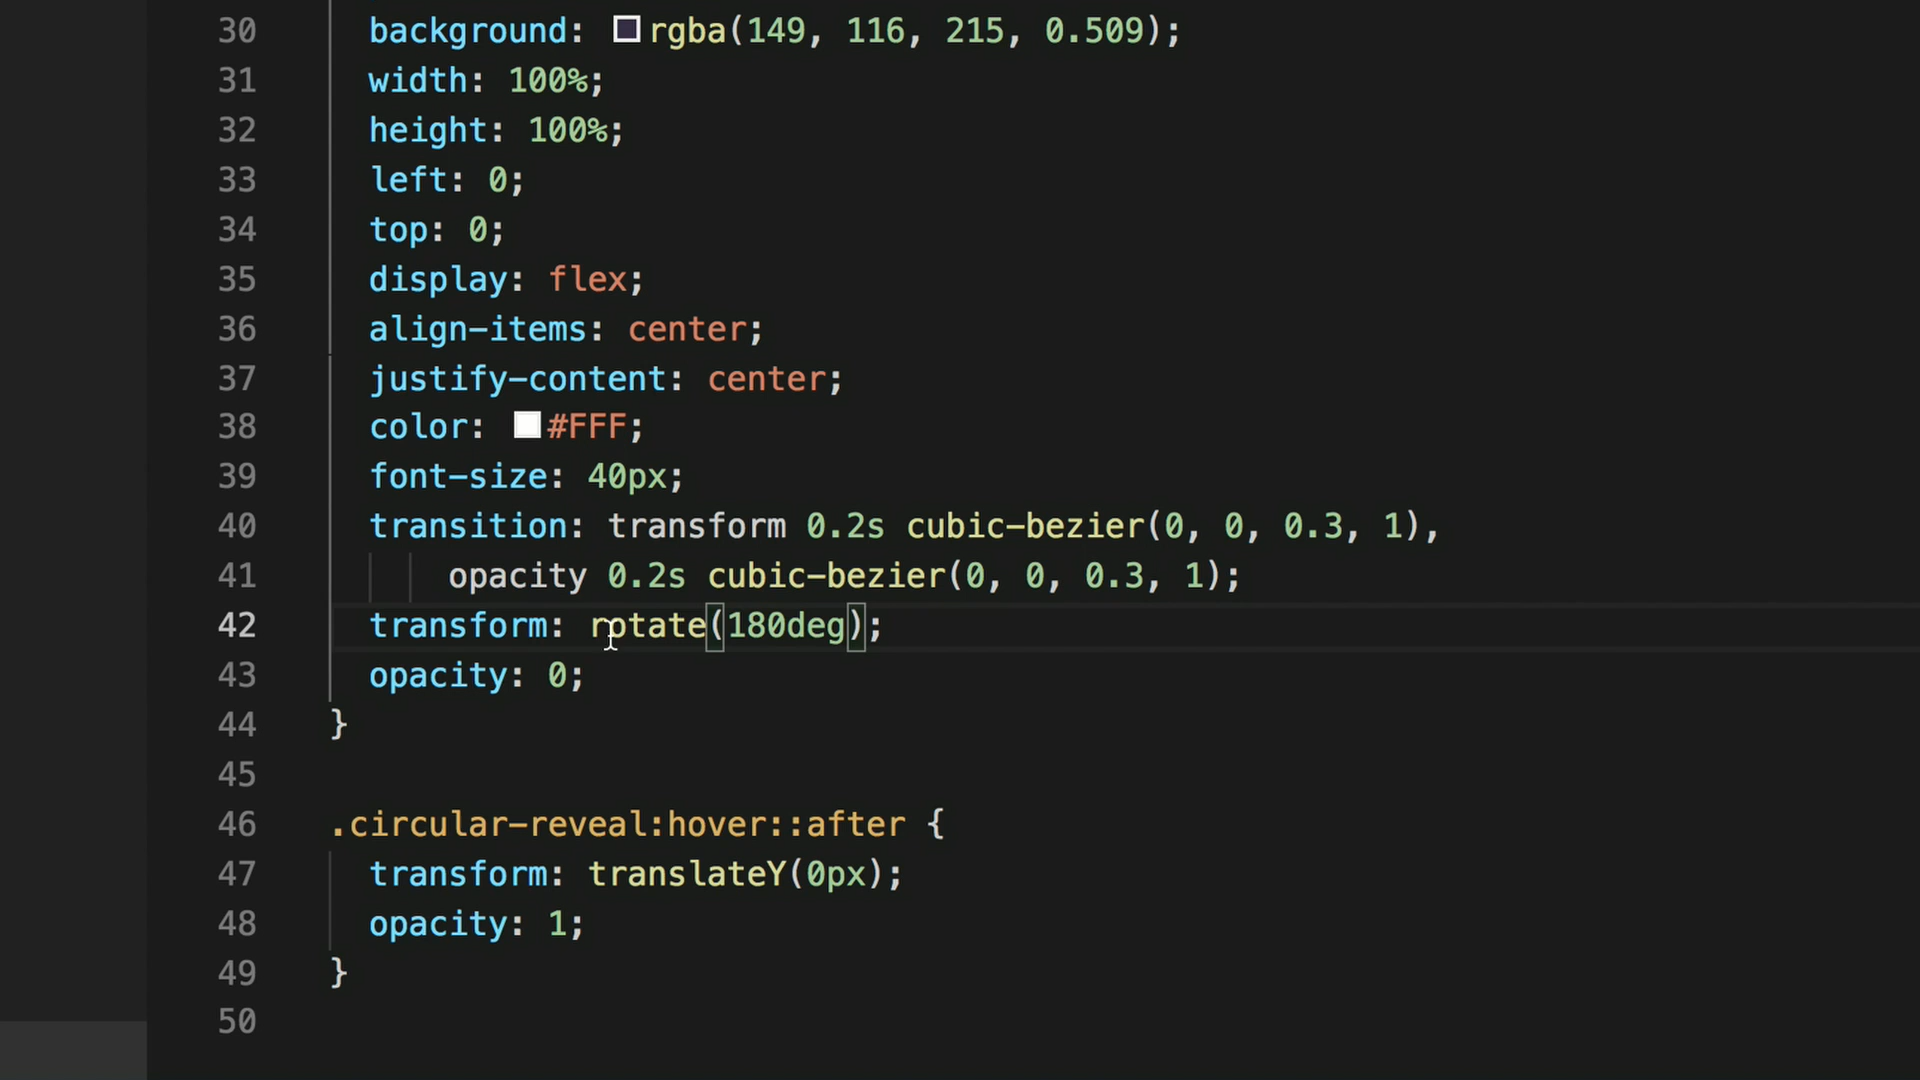 30 background: rgba(149, 116, 215, 0.509);
31 width: 100%;
32 height: 100%;
33 left: 0;
34 top: 0;
35 display: flex;
36 align-items: center;
37 justify-content: center;
38 color: #FFF;
39 font-size: 40px;
40 transition: transform 0.2s cubic-bezier(0, 0, 0.3, 1),
41 opacity 0.2s cubic-bezier(0, 0, 0.3, 1);
42 transform: rotate(180deg);
43 opacity: 0;
44 }
45
46 .circular-reveal:hover::after {
47 transform: translateY(0px);
48 opacity: 1;
49 }
50